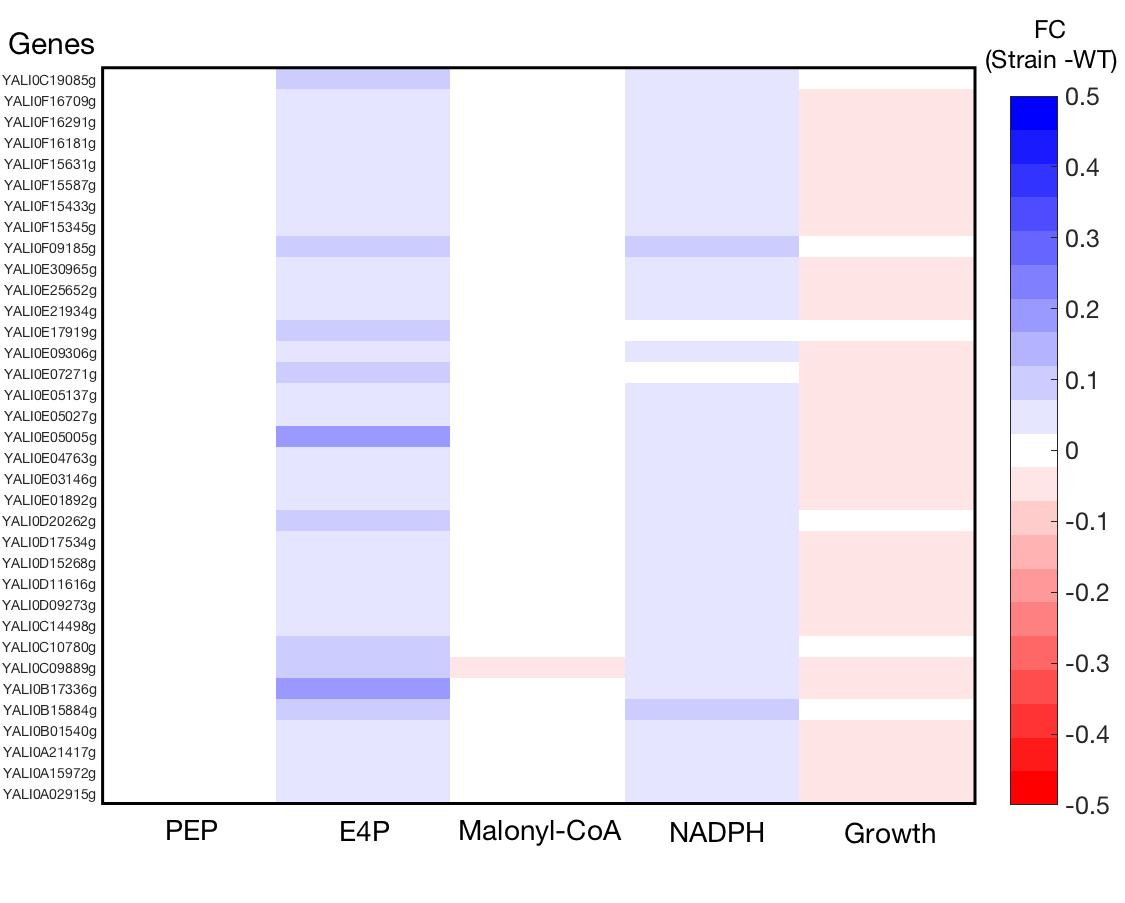 Genes
FC
(Strain -WT)
YALI0C19085g
YALI0F16709g
YALI0F16291g
YALI0F16181g
YALI0F15631g
YALI0F15587g
YALI0F15433g
YALI0F15345g
YALI0F09185g
YALI0E30965g
YALI0E25652g
YALI0E21934g
YALI0E17919g
YALI0E09306g
YALI0E07271g
YALI0E05137g
YALI0E05027g
YALI0E05005g
YALI0E04763g
YALI0E03146g
YALI0E01892g
YALI0D20262g
YALI0D17534g
YALI0D15268g
YALI0D11616g
YALI0D09273g
YALI0C14498g
YALI0C10780g
YALI0C09889g
YALI0B17336g
YALI0B15884g
YALI0B01540g
YALI0A21417g
YALI0A15972g
YALI0A02915g
0.5
0.4
0.3
0.2
0.1
0
-0.1
-0.2
-0.3
-0.4
-0.5
PEP
E4P
Malonyl-CoA
NADPH
Growth